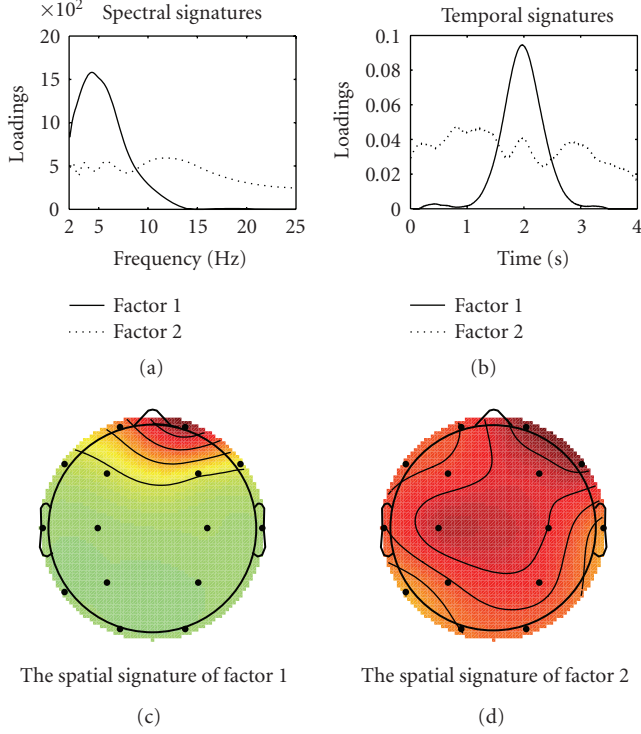 ×10²
Spectral signatures
20
15
10
5
0
Loadings
2 5 10 15 20 25
Frequency (Hz)
Factor 1
Factor 2
(a)
Temporal signatures
0.1
0.08
0.06
0.04
0.02
0
Loadings
0 1 2 3 4
Time (s)
Factor 1
Factor 2
(b)
The spatial signature of factor 1
(c)
The spatial signature of factor 2
(d)